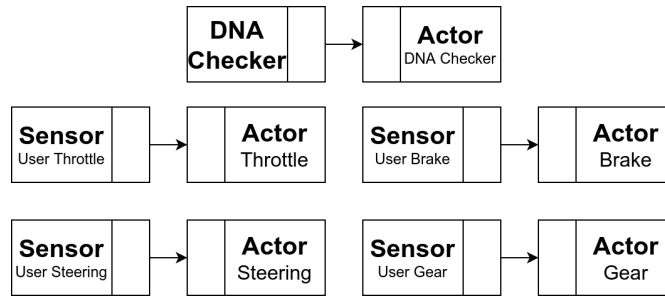 DNA
Checker
Actor
DNA Checker
Sensor
User Throttle
Actor
Throttle
Sensor
User Brake
Actor
Brake
Sensor
User Steering
Actor
Steering
Sensor
User Gear
Actor
Gear